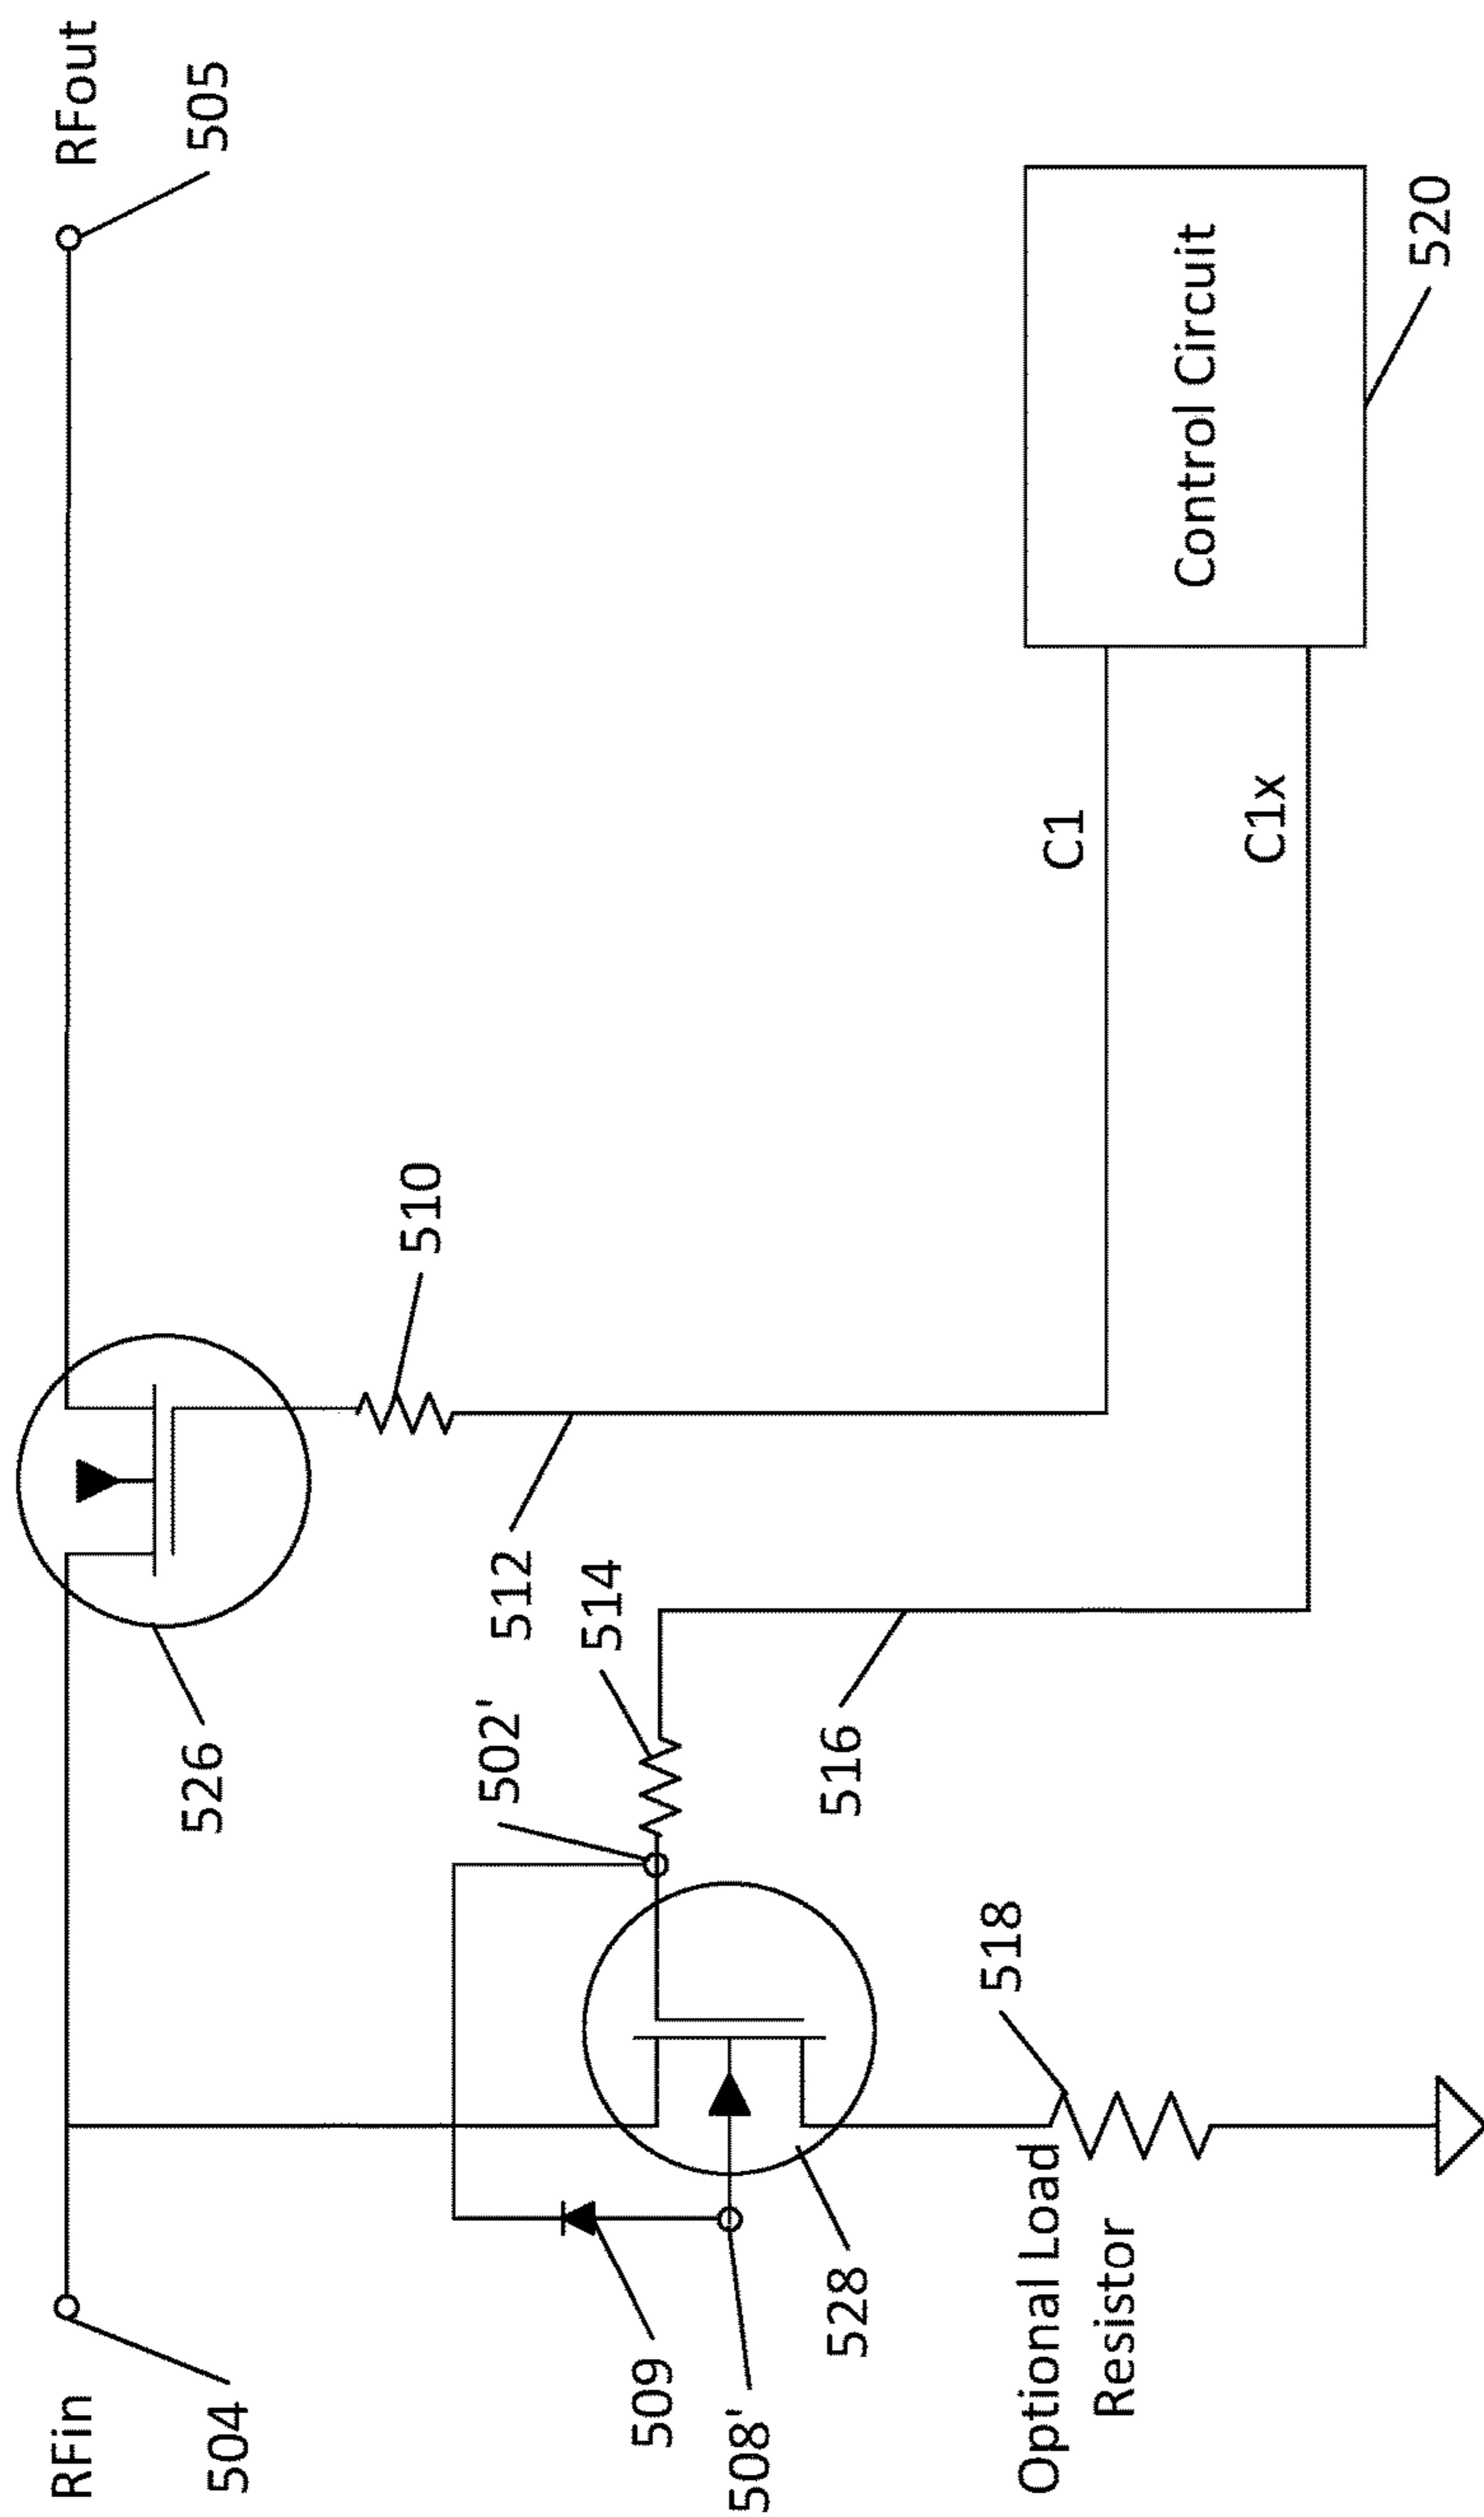 RFin
504
526
RFout
505
510
512
514
502'
516
509
508'
528
518
Optional Load
Resistor
C1
C1x
Control Circuit
520